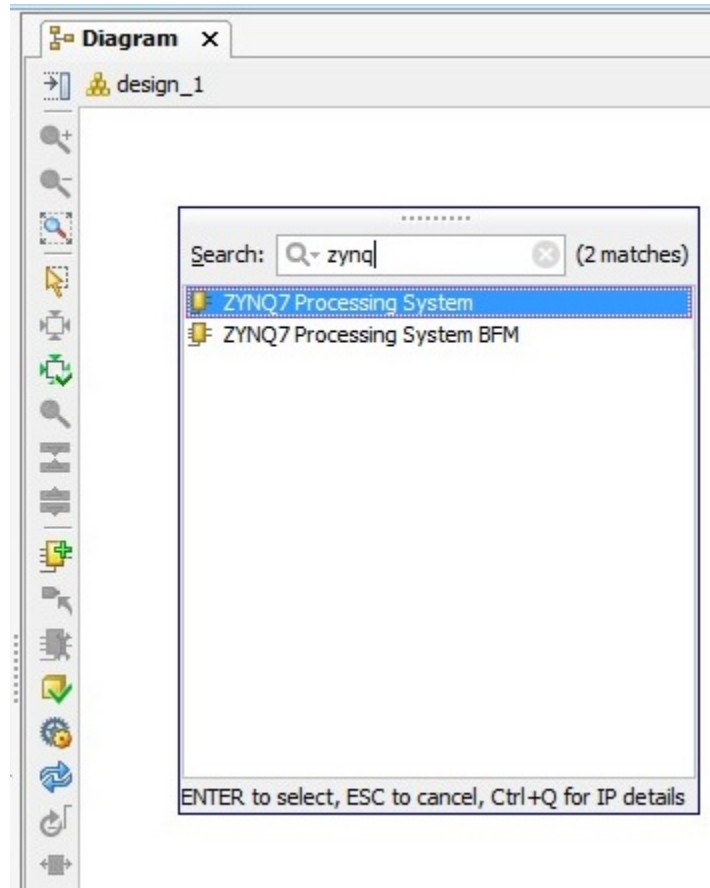 Diagram X
design_1
Search: zynq (2 matches)
ZYNQ7 Processing System
ZYNQ7 Processing System BFM
ENTER to select, ESC to cancel, Ctrl+Q for IP details